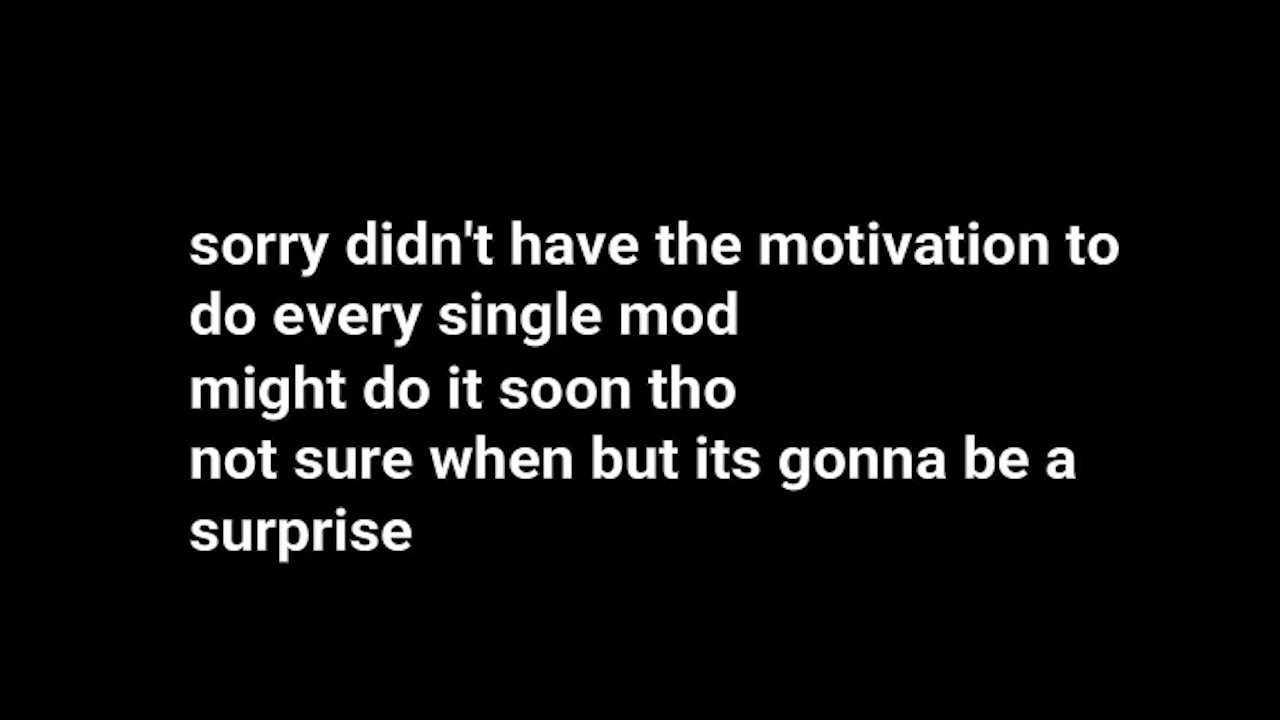 sorry didn't have the motivation to
do every single mod
might do it soon tho
not sure when but its gonna be a
surprise